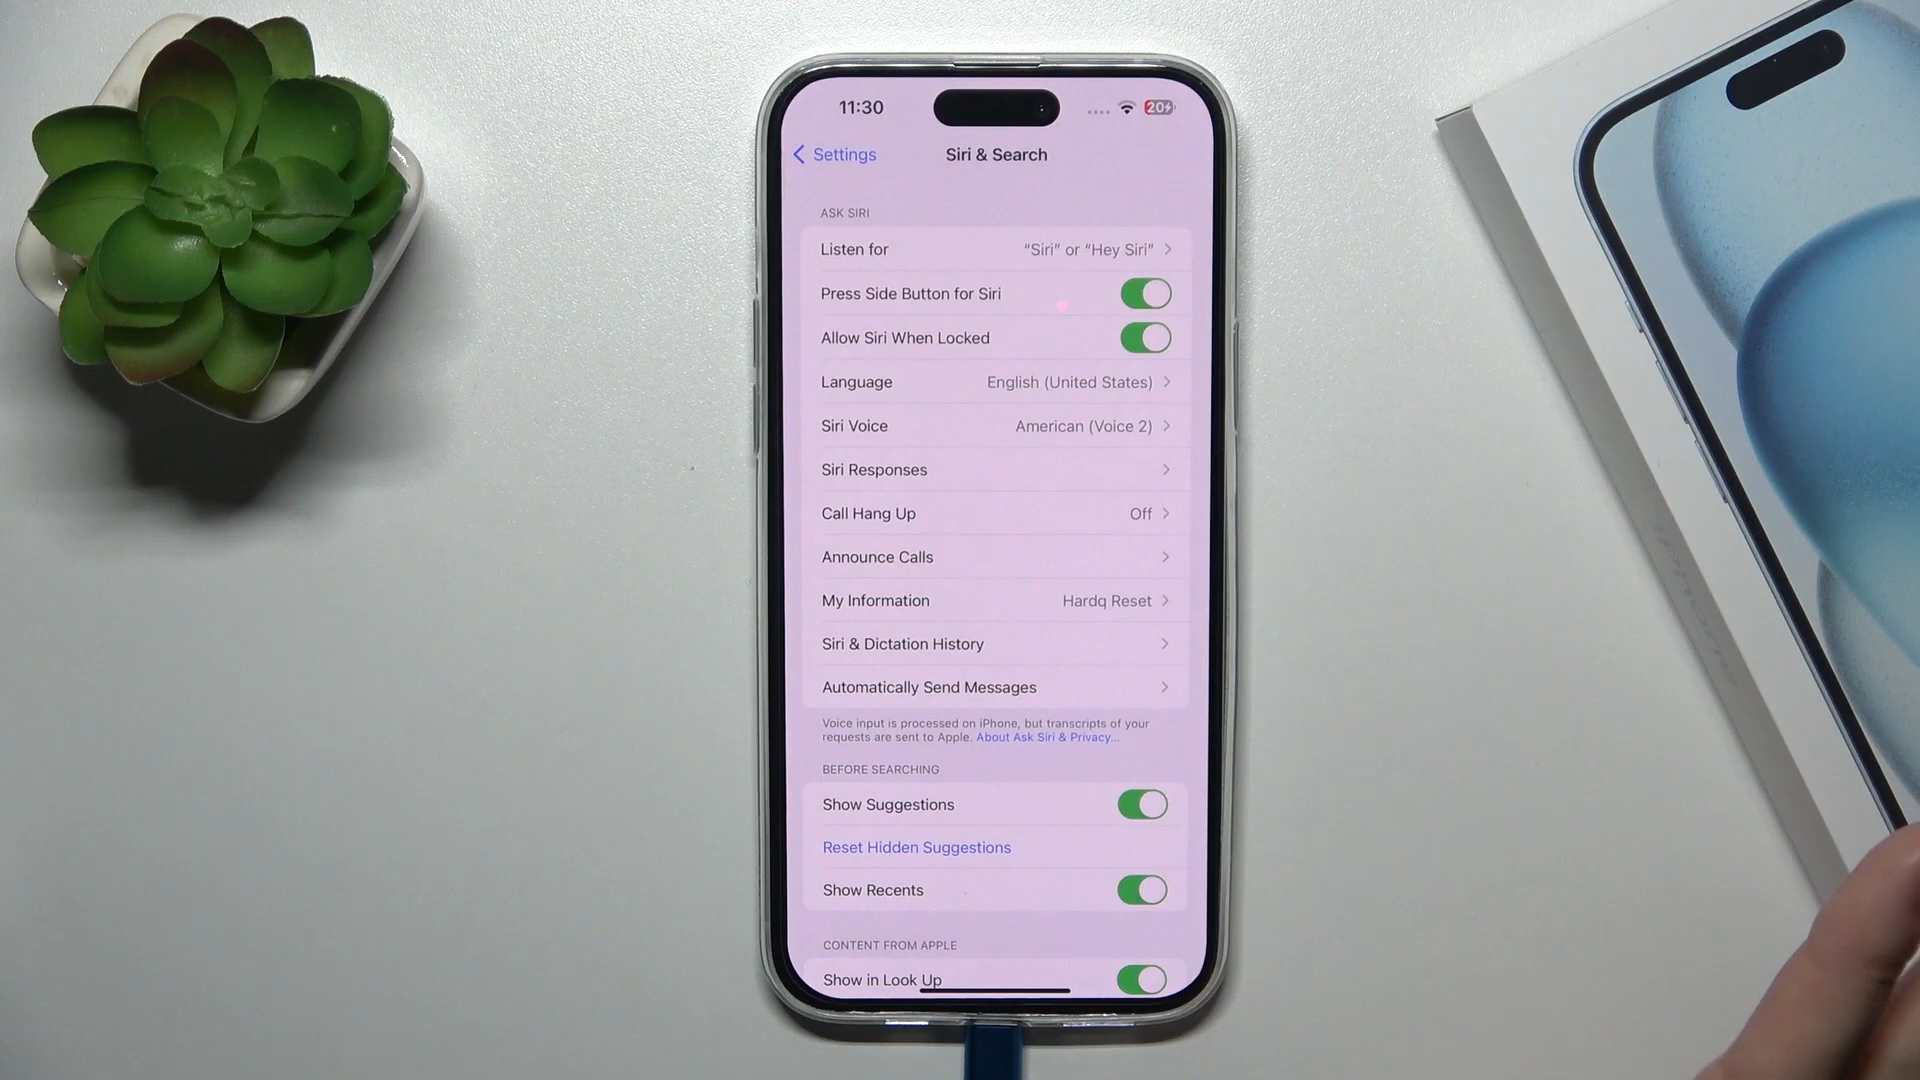 11:30
20
Settings
Siri & Search
ASK SIRI
Listen for "Siri" or "Hey Siri"
Press Side Button for Siri
Allow Siri When Locked
Language English (United States)
Siri Voice American (Voice 2)
Siri Responses
Call Hang Up Off
Announce Calls
My Information Hardq Reset
Siri & Dictation History
Automatically Send Messages
Voice input is processed on iPhone, but transcripts of your
requests are sent to Apple. About Ask Siri & Privacy...
BEFORE SEARCHING
Show Suggestions
Reset Hidden Suggestions
Show Recents
CONTENT FROM APPLE
Show in Look Up
iPhone